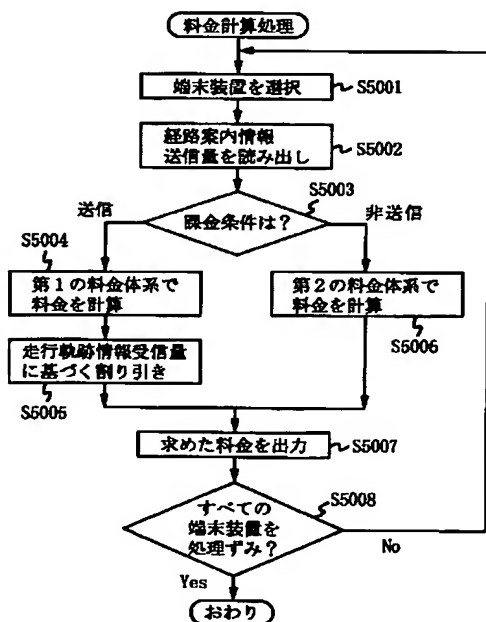 料金計算処理
端末装置を選択
S5001
経路案内情報
送信量を読み出し
S5002
S5003
課金条件は？
送信
非送信
S5004
第1の料金体系で
料金を計算
第2の料金体系で
料金を計算
S5006
走行軌跡情報受信量
に基づく割り引き
S5005
求めた料金を出力
S5007
S5008
すべての
端末装置を
処理ずみ？
No
Yes
おわり